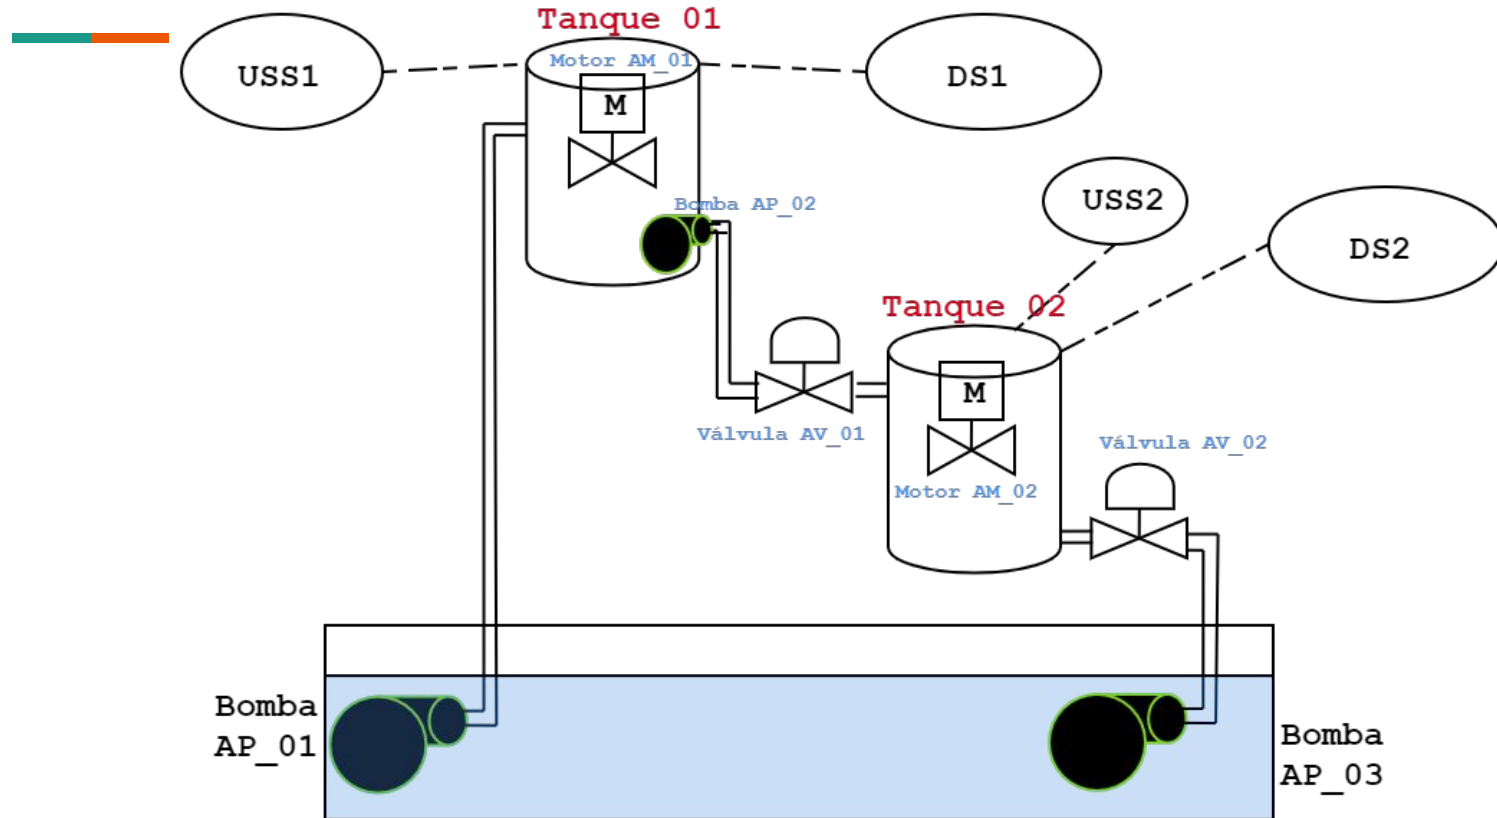 Tanque 01
USS1
Motor AM_01
DS1
M
Bomba AP_02
USS2
DS2
Tanque 02
M
Válvula AV_01
Válvula AV_02
Motor AM_02
Bomba
AP_01
Bomba
AP_03